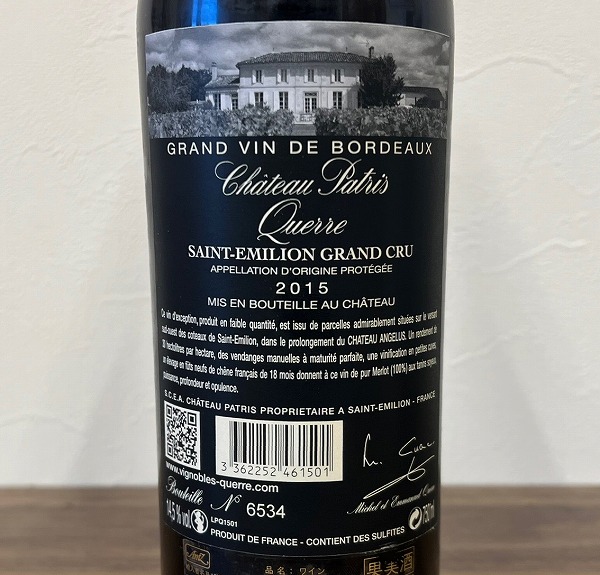 GRAND VIN DE BORDEAUX
Château Patris
Querre
SAINT-EMILION GRAND CRU
APPELLATION D'ORIGINE PROTÉGÉE
2015
MIS EN BOUTEILLE AU CHÂTEAU
Ce vin d'exception, produit en faible quantité, est issu de parcelles admirablement situées sur le versant
sud-ouest des coteaux de Saint-Emilion, dans le prolongement du CHATEAU ANGELUS. Un rendement de
30 hectolitres par hectare, des vendanges manuelles à maturité parfaite, une vinification en petites cuves,
un élevage en fûts neufs de chêne français de 18 mois donnent à ce vin de pur Merlot (100%) aux tanins soyeux,
puissance, profondeur et opulence.
S.C.E.A. CHÂTEAU PATRIS PROPRIETAIRE A SAINT-EMILION - FRANCE
3 362252 461501
www.vignobles-querre.com
Bouteille N° 6534
Michel et Emmanuel Querre
14.5 % vol
LPQ1501
750ml
PRODUIT DE FRANCE - CONTIENT DES SULFITES
品名：ワイン
果実酒